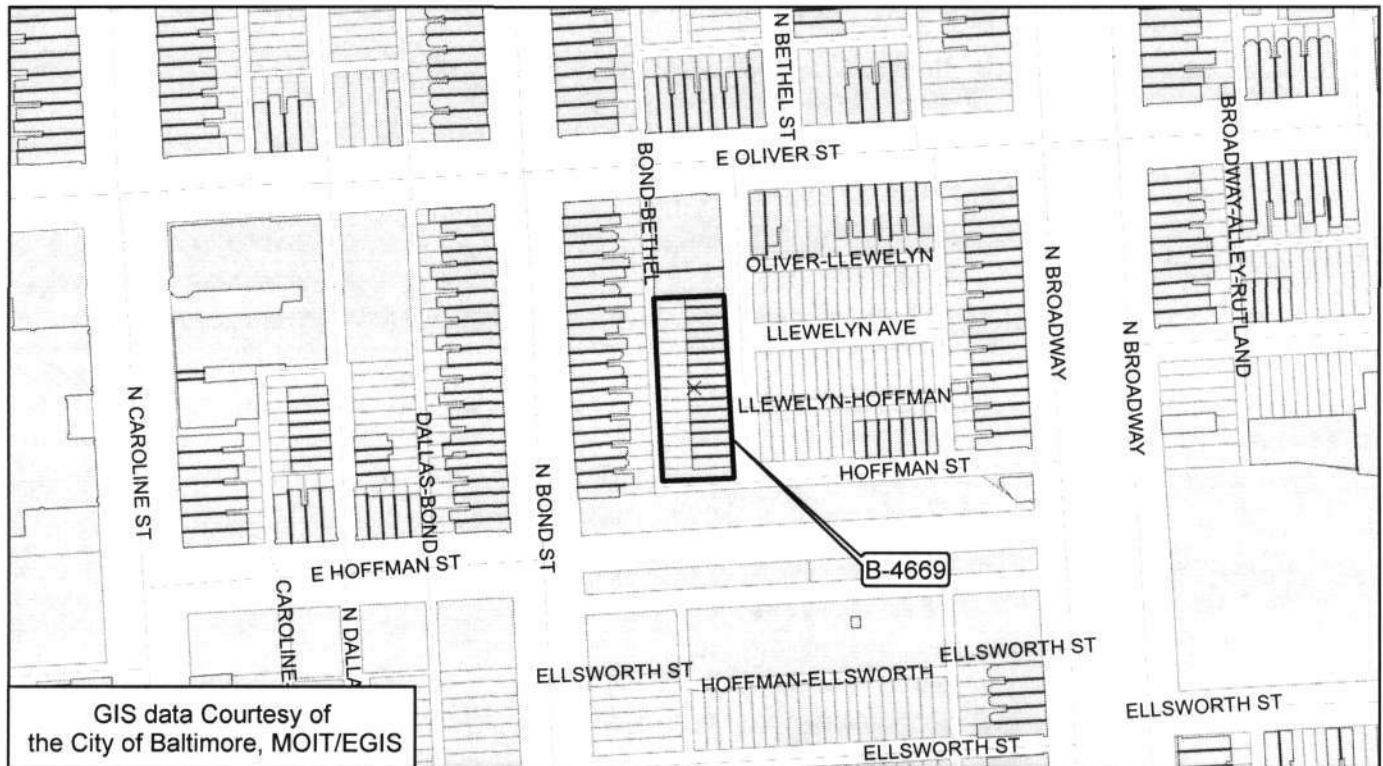 N BETHEL ST
BROADWAY-ALLEY-RUTLAND
E OLIVER ST
BOND-BETHEL
OLIVER-LLEWELYN
N BROADWAY
LLEWELYN AVE
N BROADWAY
N CAROLINE ST
LLEWELYN-HOFFMAN
DALLAS-BOND
HOFFMAN ST
N BOND ST
E HOFFMAN ST
B-4669
CAROLINE-
N DALLA
ELLSWORTH ST
HOFFMAN-ELLSWORTH
ELLSWORTH ST
ELLSWORTH ST
ELLSWORTH ST
GIS data Courtesy of
the City of Baltimore, MOIT/EGIS